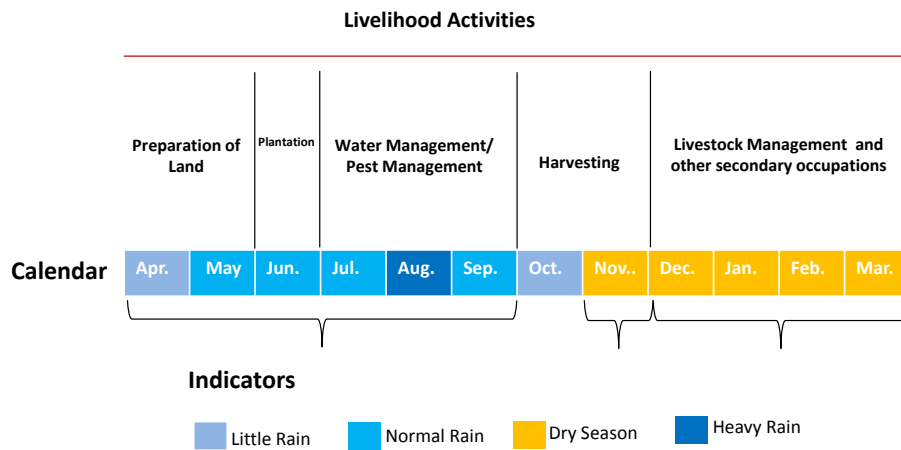 Livelihood Activities
Preparation of
Land
Plantation
Water Management/
Pest Management
Harvesting
Livestock Management and
other secondary occupations
Calendar
Apr. May Jun. Jul. Aug. Sep. Oct. Nov.. Dec. Jan. Feb. Mar.
Indicators
Little Rain Normal Rain Dry Season Heavy Rain